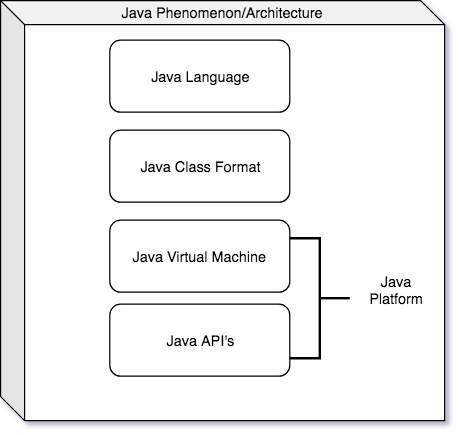 Java Phenomenon/Architecture
Java Language
Java Class Format
Java Virtual Machine
Java API's
Java
Platform